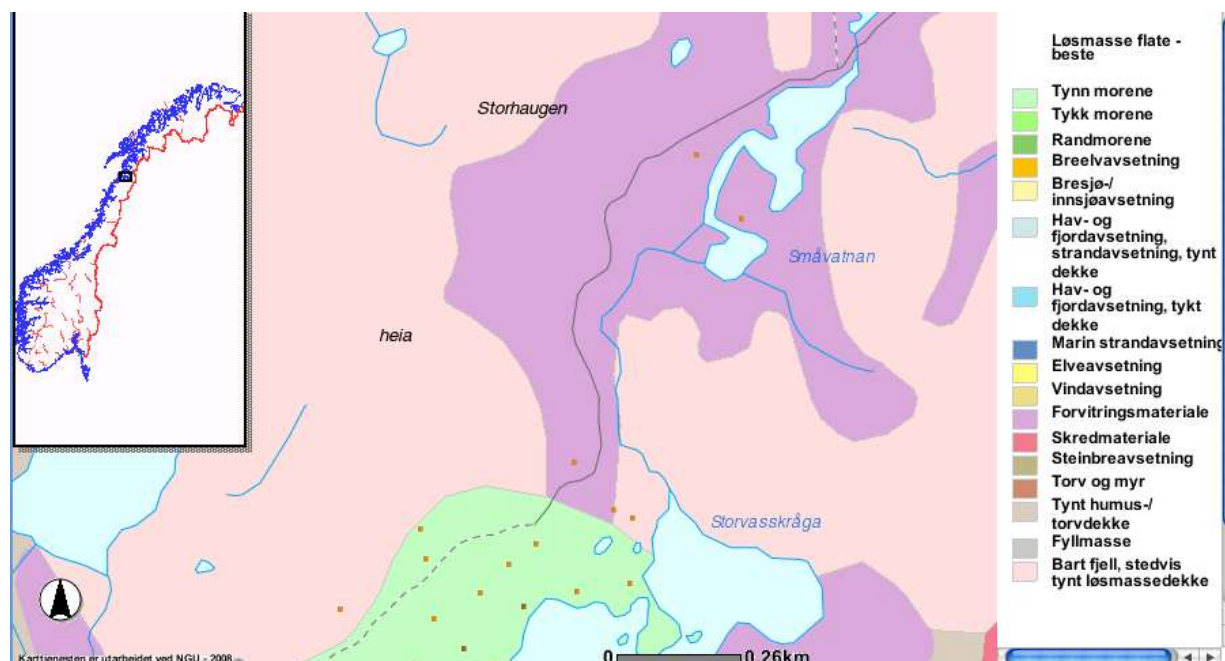 Storhaugen
heia
Småvatnan
Storvasskråga
Karttjenesten er utarbeidet ved NGU - 2008
0 0.26km
Løsmasse flate -
beste
Tynn morene
Tykk morene
Randmorene
Breelvavsetning
Bresjø-/
innsjøavsetning
Hav- og
fjordavsetning,
strandavsetning, tynt
dekke
Hav- og
fjordavsetning, tykt
dekke
Marin strandavsetning
Elveavsetning
Vindavsetning
Forvitringsmateriale
Skredmateriale
Steinbreavsetning
Torv og myr
Tynt humus-/
torvdekke
Fyllmasse
Bart fjell, stedvis
tynt løsmassedekke